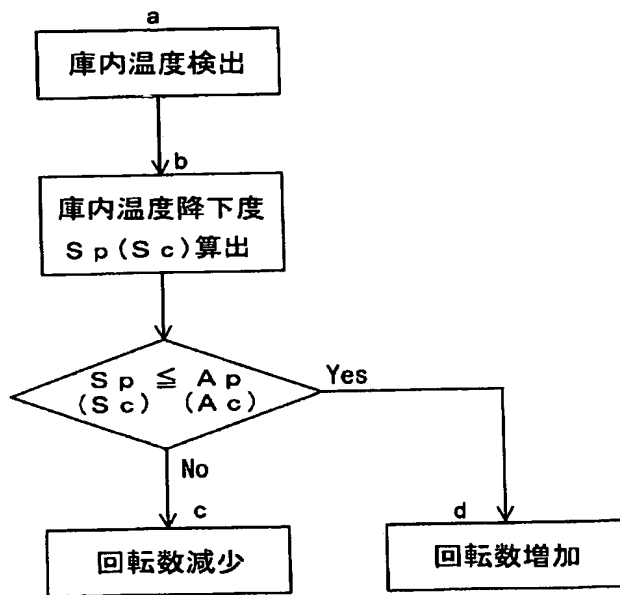 a
庫内温度検出
b
庫内温度降下度
Sp(Sc)算出
Sp ≦ Ap
(Sc) (Ac)
Yes
No
c
回転数減少
d
回転数増加